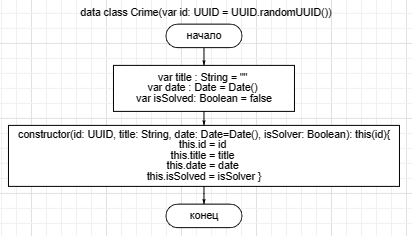 data class Crime(var id: UUID = UUID.randomUUID())
начало
var title : String = ""
var date : Date = Date()
var isSolved: Boolean = false
constructor(id: UUID, title: String, date: Date=Date(), isSolver: Boolean): this(id){
this.id = id
this.title = title
this.date = date
this.isSolved = isSolver }
конец